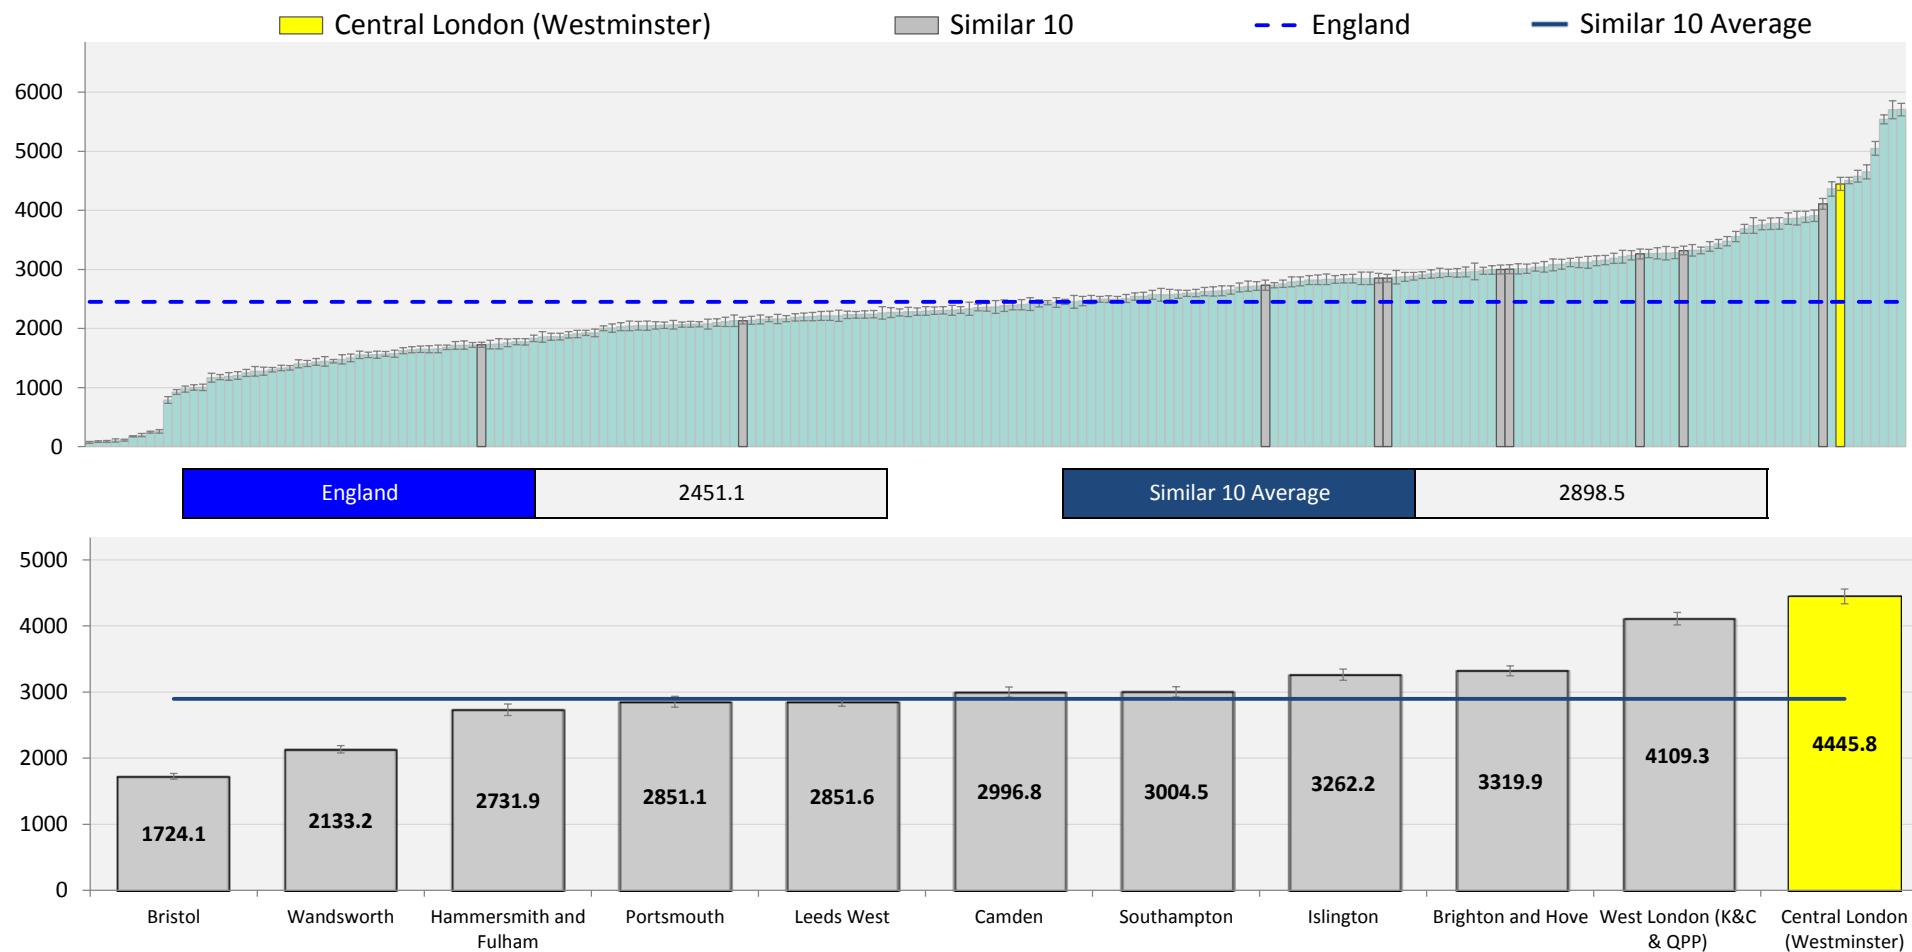 Central London (Westminster) Similar 10 England Similar 10 Average
6000
5000
4000
3000
2000
1000
0
England 2451.1 Similar 10 Average 2898.5
5000
4000
3000
2000
1000
0
1724.1 2133.2 2731.9 2851.1 2851.6 2996.8 3004.5 3262.2 3319.9 4109.3 4445.8
Bristol Wandsworth Hammersmith and Portsmouth Leeds West Camden Southampton Islington Brighton and Hove West London (K&C Central London
Fulham & QPP) (Westminster)